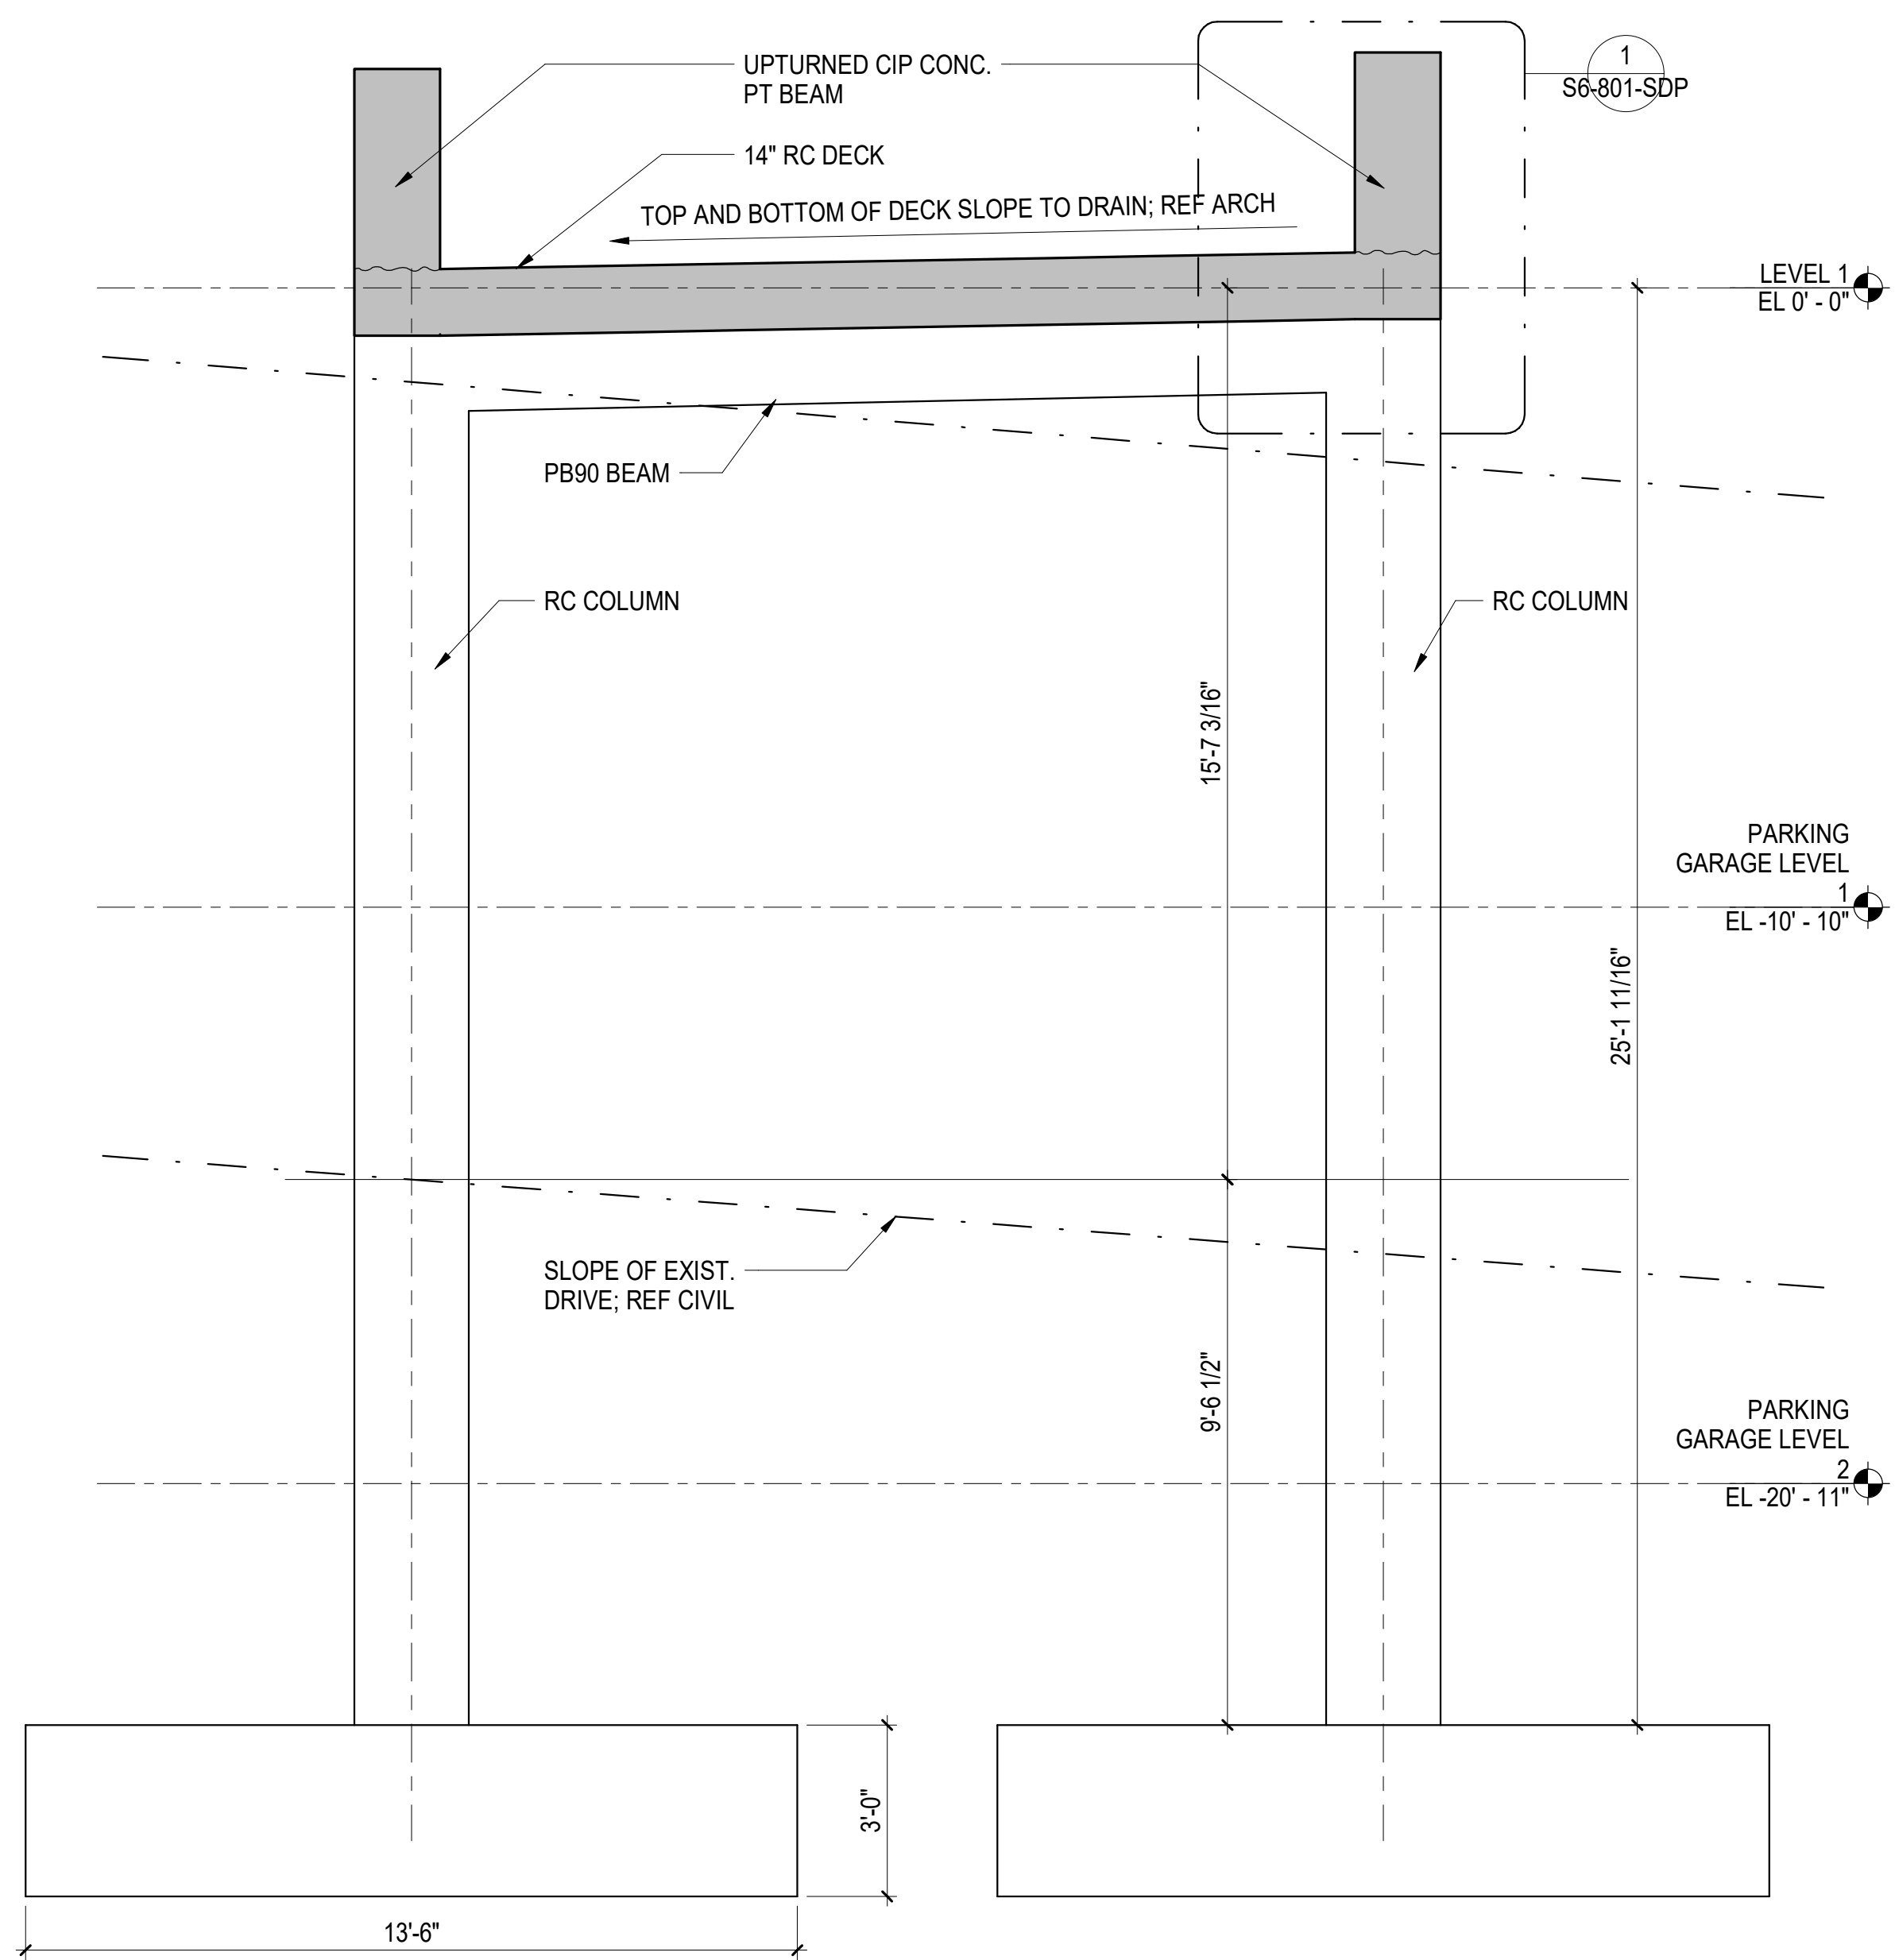 UPTURNED CIP CONC.
PT BEAM
1
S6-801-SDP
14" RC DECK
TOP AND BOTTOM OF DECK SLOPE TO DRAIN; REF ARCH
LEVEL 1
EL 0' - 0"
PB90 BEAM
RC COLUMN
RC COLUMN
15'-7 3/16"
PARKING
GARAGE LEVEL
1
EL -10' - 10"
25'-1 11/16"
SLOPE OF EXIST.
DRIVE; REF CIVIL
9'-6 1/2"
PARKING
GARAGE LEVEL
2
EL -20' - 11"
3'-0"
13'-6"